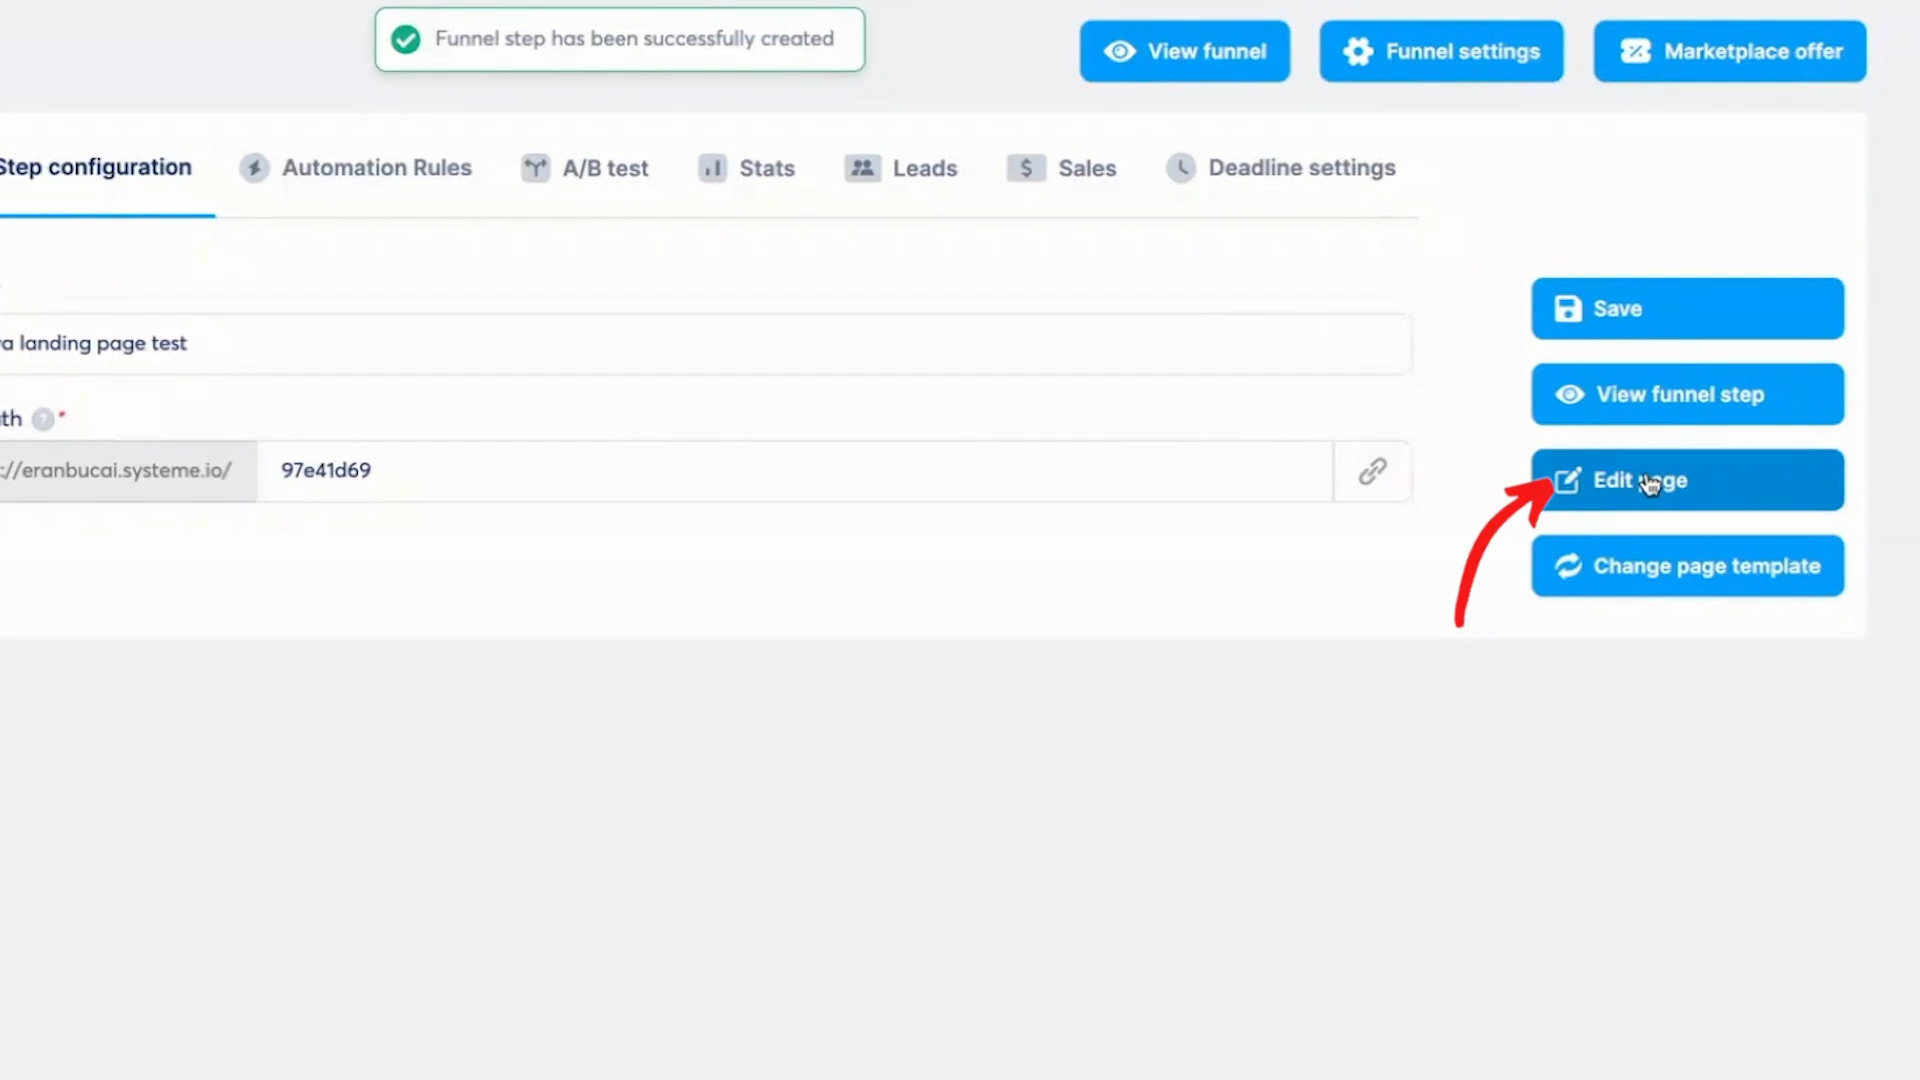 Funnel step has been successfully created
View funnel
Funnel settings
Marketplace offer
Step configuration
Automation Rules
A/B test
Stats
Leads
$ Sales
Deadline settings
Save
a landing page test
View funnel step
th ? *
://eranbucai.systeme.io/
97e41d69
Edit page
Change page template